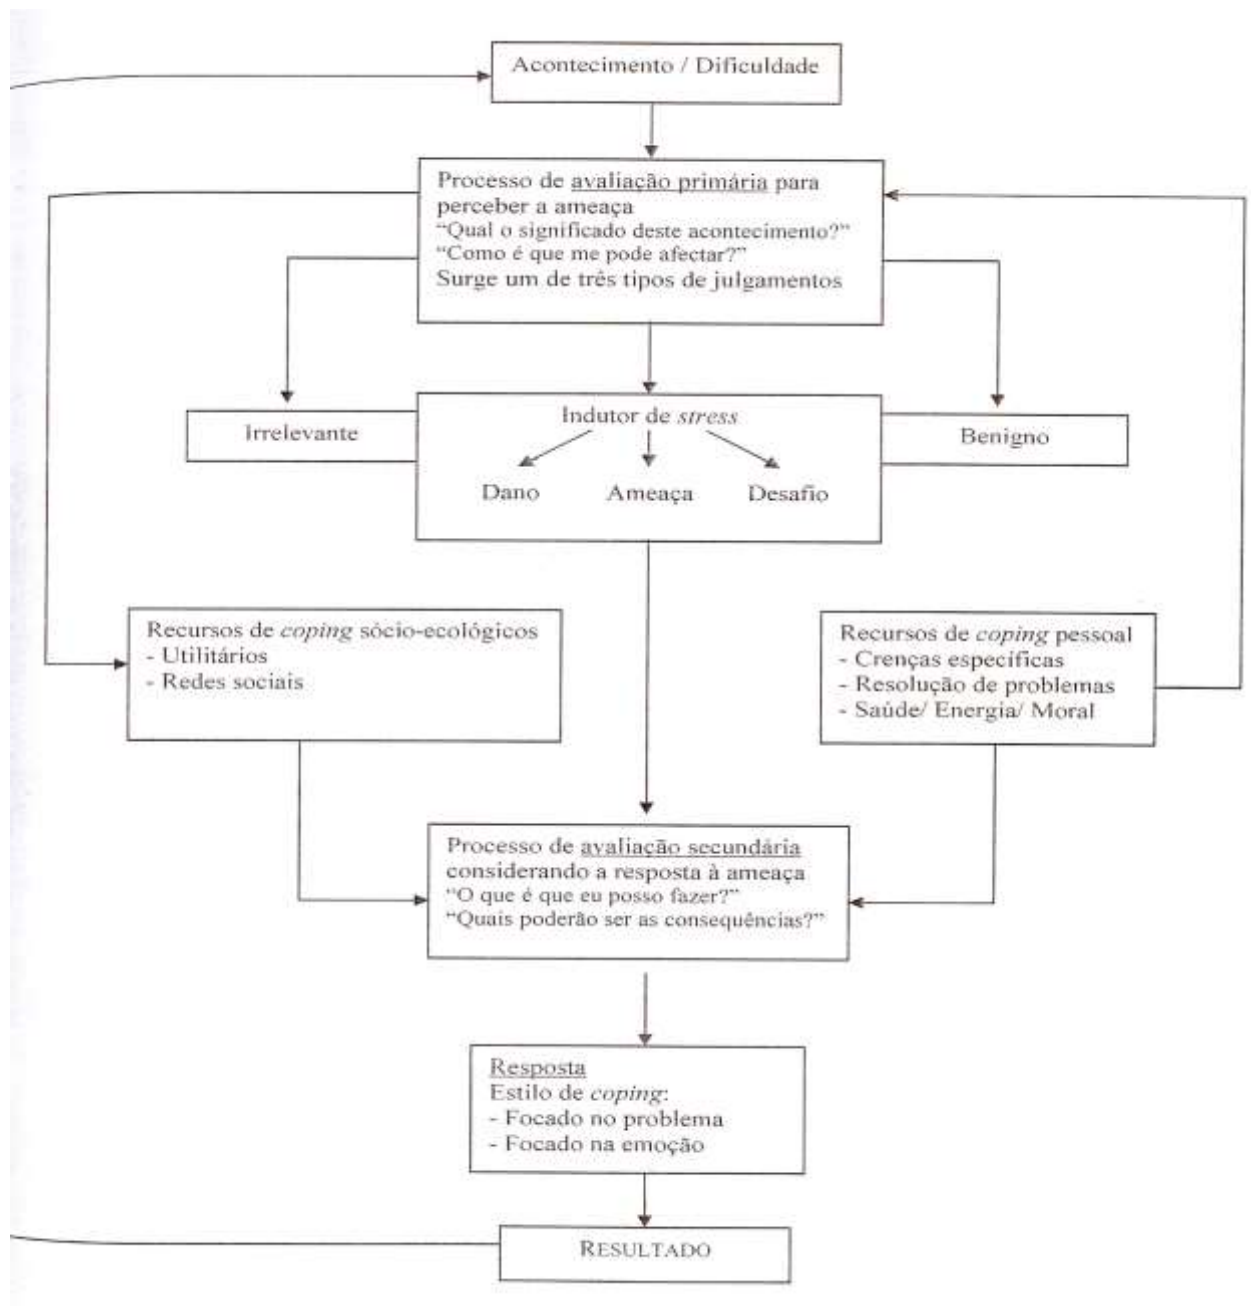 Acontecimento / Dificuldade
Processo de avaliação primária para
perceber a ameaça
“Qual o significado deste acontecimento?”
“Como é que me pode afectar?”
Surge um de três tipos de julgamentos
Irrelevante
Indutor de stress
Dano Ameaça Desafio
Benigno
Recursos de coping sócio-ecológicos
- Utilitários
- Redes sociais
Recursos de coping pessoal
- Crenças específicas
- Resolução de problemas
- Saúde/ Energia/ Moral
Processo de avaliação secundária
considerando a resposta à ameaça
“O que é que eu posso fazer?”
“Quais poderão ser as consequências?”
Resposta
Estilo de coping:
- Focado no problema
- Focado na emoção
RESULTADO